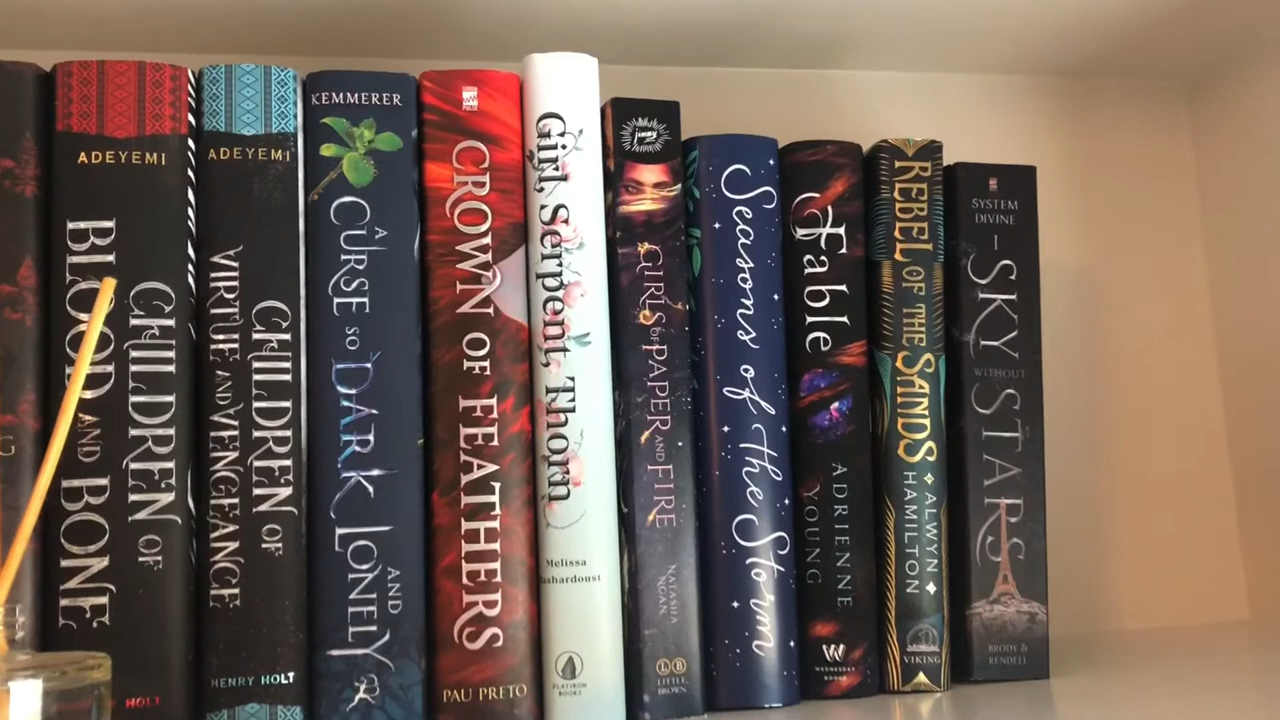 G
ADEYEMI
CHILDREN OF
BLOOD AND BONE
HOLT
ADEYEMI
CHILDREN OF
VIRTUE AND VENGEANCE
HENRY HOLT
KEMMERER
A CURSE SO DARK AND LONELY
PULSE
CROWN OF FEATHERS
PAU PRETO
Girl, Serpent, Thorn
Melissa
ashardoust
FLATIRON
BOOKS
jimmy
GIRLS OF PAPER AND FIRE
NATASHA
NGAN
L B
LITTLE,
BROWN
Seasons of the Storm
Fable
ADRIENNE
YOUNG
W
WEDNESDAY
BOOKS
REBEL OF THE SANDS
ALWYN
HAMILTON
VIKING
SYSTEM
DIVINE
SKY WITHOUT STARS
BRODY &
RENDELL